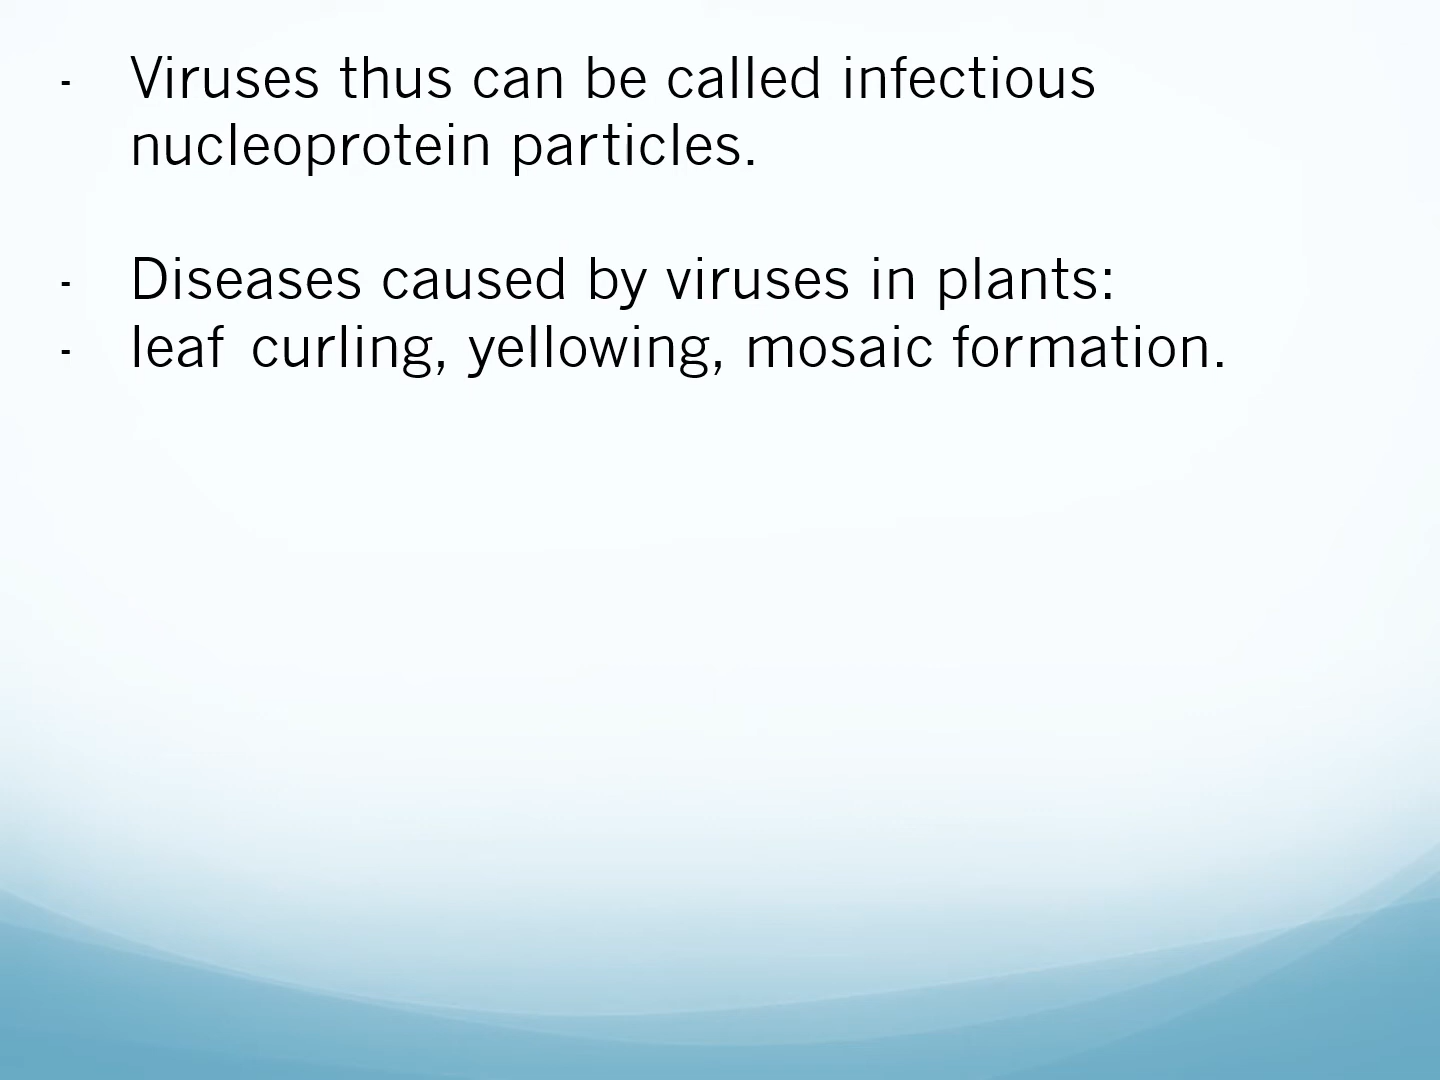 - Viruses thus can be called infectious
nucleoprotein particles.
- Diseases caused by viruses in plants:
- leaf curling, yellowing, mosaic formation.